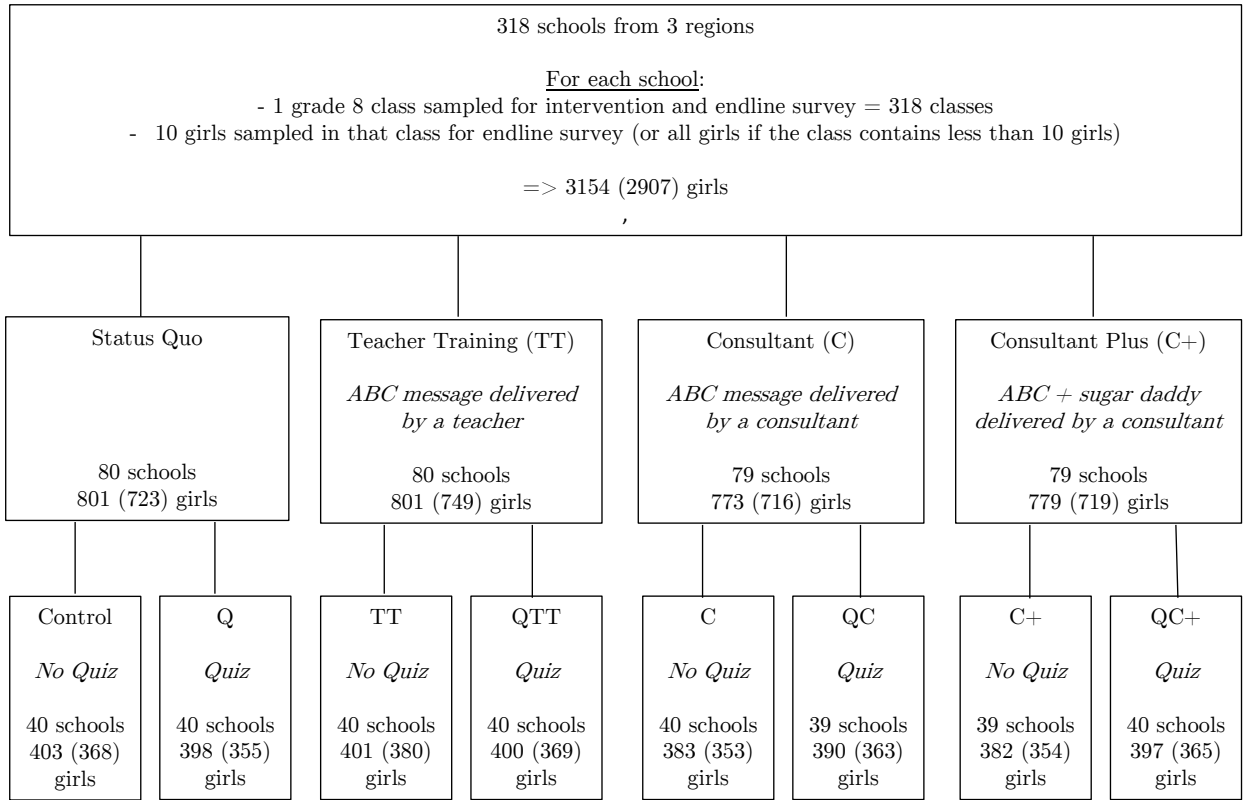 318 schools from 3 regions
For each school:
- 1 grade 8 class sampled for intervention and endline survey = 318 classes
- 10 girls sampled in that class for endline survey (or all girls if the class contains less than 10 girls)
=> 3154 (2907) girls
,
Status Quo
80 schools
801 (723) girls
Teacher Training (TT)
ABC message delivered
by a teacher
80 schools
801 (749) girls
Consultant (C)
ABC message delivered
by a consultant
79 schools
773 (716) girls
Consultant Plus (C+)
ABC + sugar daddy
delivered by a consultant
79 schools
779 (719) girls
Control
No Quiz
40 schools
403 (368)
girls
Q
Quiz
40 schools
398 (355)
girls
TT
No Quiz
40 schools
401 (380)
girls
QTT
Quiz
40 schools
400 (369)
girls
C
No Quiz
40 schools
383 (353)
girls
QC
Quiz
39 schools
390 (363)
girls
C+
No Quiz
39 schools
382 (354)
girls
QC+
Quiz
40 schools
397 (365)
girls